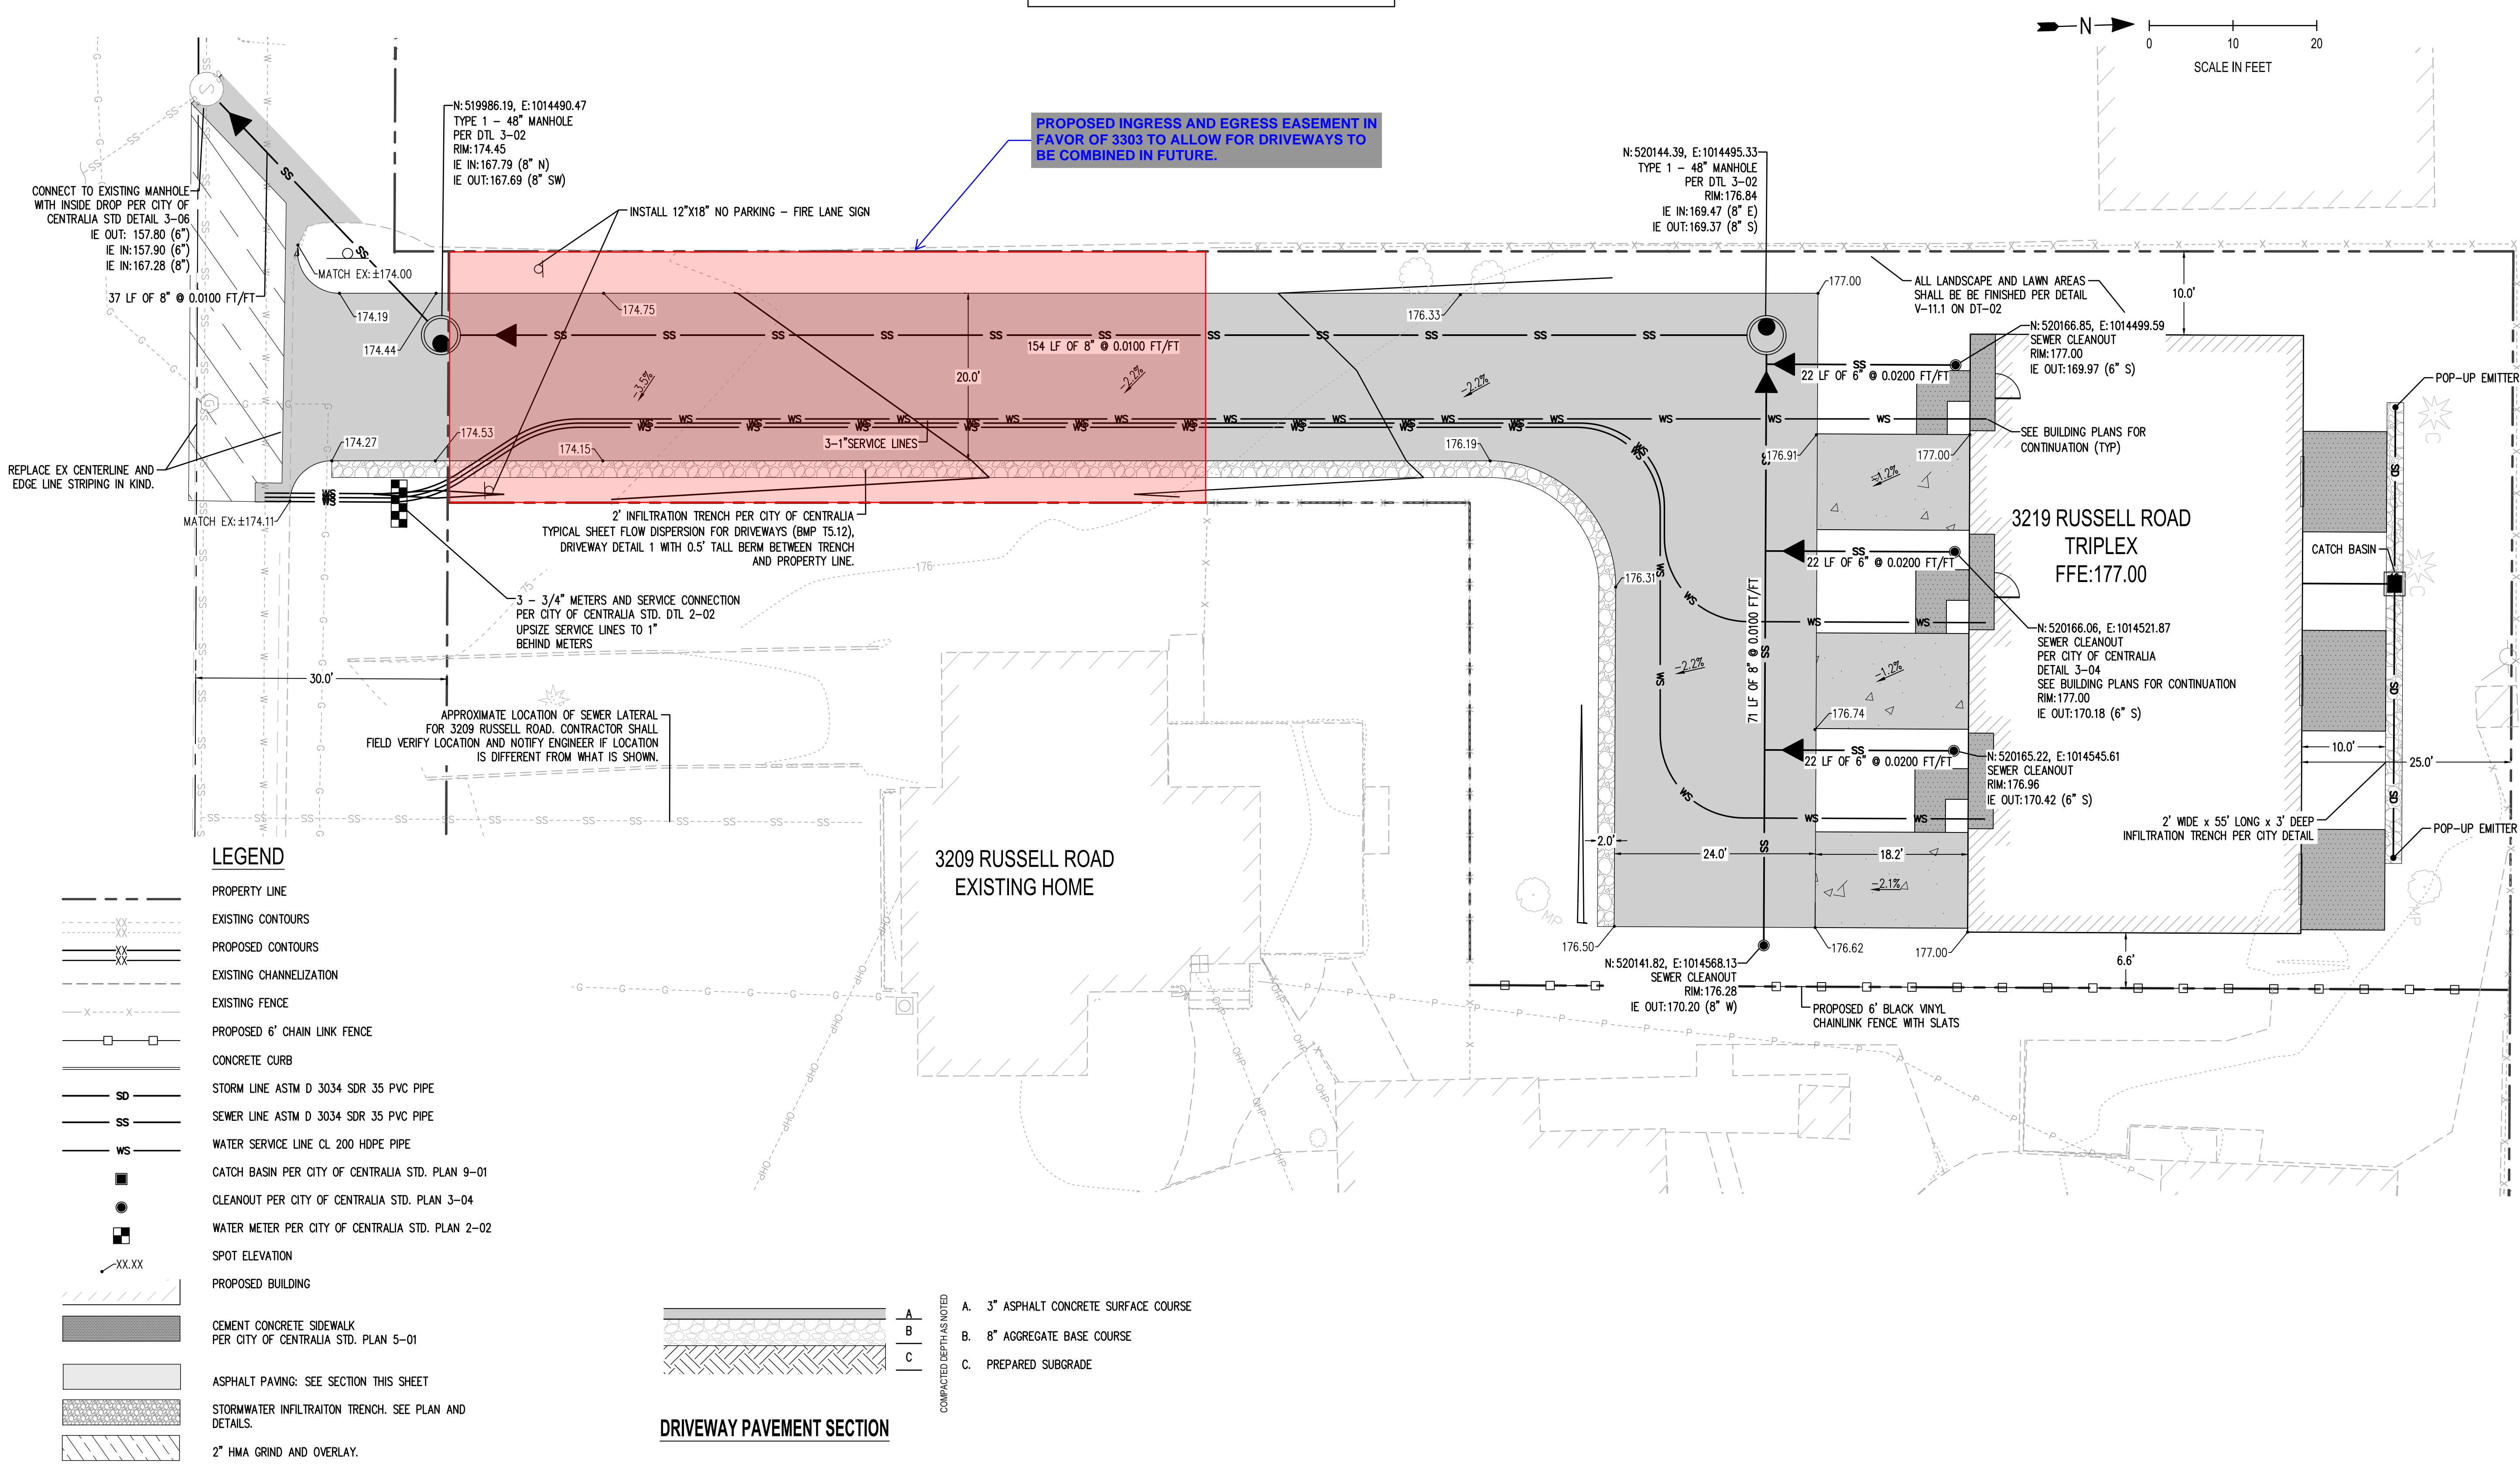 N
0 10 20
SCALE IN FEET
N:519986.19, E:1014490.47
TYPE 1 - 48" MANHOLE
PER DTL 3-02
RIM:174.45
IE IN:167.79 (8" N)
IE OUT:167.69 (8" SW)
PROPOSED INGRESS AND EGRESS EASEMENT IN
FAVOR OF 3303 TO ALLOW FOR DRIVEWAYS TO
BE COMBINED IN FUTURE.
N:520144.39, E:1014495.33
TYPE 1 - 48" MANHOLE
PER DTL 3-02
RIM:176.84
IE IN:169.47 (8" E)
IE OUT:169.37 (8" S)
CONNECT TO EXISTING MANHOLE
WITH INSIDE DROP PER CITY OF
CENTRALIA STD DETAIL 3-06
IE OUT: 157.80 (6")
IE IN:157.90 (6")
IE IN:167.28 (8")
37 LF OF 8" @ 0.0100 FT/FT
INSTALL 12"X18" NO PARKING - FIRE LANE SIGN
MATCH EX:±174.00
174.19
174.44
174.75
176.33
177.00
ALL LANDSCAPE AND LAWN AREAS
SHALL BE BE FINISHED PER DETAIL
V-11.1 ON DT-02
10.0'
N:520166.85, E:1014499.59
SEWER CLEANOUT
RIM:177.00
IE OUT:169.97 (6" S)
154 LF OF 8" @ 0.0100 FT/FT
20.0'
-3.5%
-2.2%
-2.2%
22 LF OF 6" @ 0.0200 FT/FT
POP-UP EMITTER
3-1"SERVICE LINES
174.27
174.53
174.15
176.19
176.91
177.00
SEE BUILDING PLANS FOR
CONTINUATION (TYP)
REPLACE EX CENTERLINE AND
EDGE LINE STRIPING IN KIND.
MATCH EX:±174.11
2' INFILTRATION TRENCH PER CITY OF CENTRALIA
TYPICAL SHEET FLOW DISPERSION FOR DRIVEWAYS (BMP T5.12),
DRIVEWAY DETAIL 1 WITH 0.5' TALL BERM BETWEEN TRENCH
AND PROPERTY LINE.
-1.2%
3219 RUSSELL ROAD
TRIPLEX
FFE:177.00
CATCH BASIN
176
175
176.31
22 LF OF 6" @ 0.0200 FT/FT
71 LF OF 8" @ 0.0100 FT/FT
3 - 3/4" METERS AND SERVICE CONNECTION
PER CITY OF CENTRALIA STD. DTL 2-02
UPSIZE SERVICE LINES TO 1"
BEHIND METERS
N:520166.06, E:1014521.87
SEWER CLEANOUT
PER CITY OF CENTRALIA
DETAIL 3-04
SEE BUILDING PLANS FOR CONTINUATION
RIM:177.00
IE OUT:170.18 (6" S)
30.0'
-2.2%
-1.2%
176.74
APPROXIMATE LOCATION OF SEWER LATERAL
FOR 3209 RUSSELL ROAD. CONTRACTOR SHALL
FIELD VERIFY LOCATION AND NOTIFY ENGINEER IF LOCATION
IS DIFFERENT FROM WHAT IS SHOWN.
22 LF OF 6" @ 0.0200 FT/FT
N:520165.22, E:1014545.61
SEWER CLEANOUT
RIM:176.96
IE OUT:170.42 (6" S)
10.0'
25.0'
2' WIDE x 55' LONG x 3' DEEP
INFILTRATION TRENCH PER CITY DETAIL
POP-UP EMITTER
2.0'
24.0'
18.2'
-2.1%
3209 RUSSELL ROAD
EXISTING HOME
MP
MP
176.50
176.62
177.00
6.6'
N:520141.82, E:1014568.13
SEWER CLEANOUT
RIM:176.28
IE OUT:170.20 (8" W)
PROPOSED 6' BLACK VINYL
CHAINLINK FENCE WITH SLATS
LEGEND
PROPERTY LINE
XX EXISTING CONTOURS
XX
XX PROPOSED CONTOURS
XX
EXISTING CHANNELIZATION
X X EXISTING FENCE
PROPOSED 6' CHAIN LINK FENCE
CONCRETE CURB
SD STORM LINE ASTM D 3034 SDR 35 PVC PIPE
SS SEWER LINE ASTM D 3034 SDR 35 PVC PIPE
WS WATER SERVICE LINE CL 200 HDPE PIPE
CATCH BASIN PER CITY OF CENTRALIA STD. PLAN 9-01
CLEANOUT PER CITY OF CENTRALIA STD. PLAN 3-04
WATER METER PER CITY OF CENTRALIA STD. PLAN 2-02
XX.XX SPOT ELEVATION
PROPOSED BUILDING
CEMENT CONCRETE SIDEWALK
PER CITY OF CENTRALIA STD. PLAN 5-01
ASPHALT PAVING: SEE SECTION THIS SHEET
STORMWATER INFILTRAITON TRENCH. SEE PLAN AND
DETAILS.
2" HMA GRIND AND OVERLAY.
A
B
C
COMPACTED DEPTH AS NOTED
A. 3" ASPHALT CONCRETE SURFACE COURSE
B. 8" AGGREGATE BASE COURSE
C. PREPARED SUBGRADE
DRIVEWAY PAVEMENT SECTION